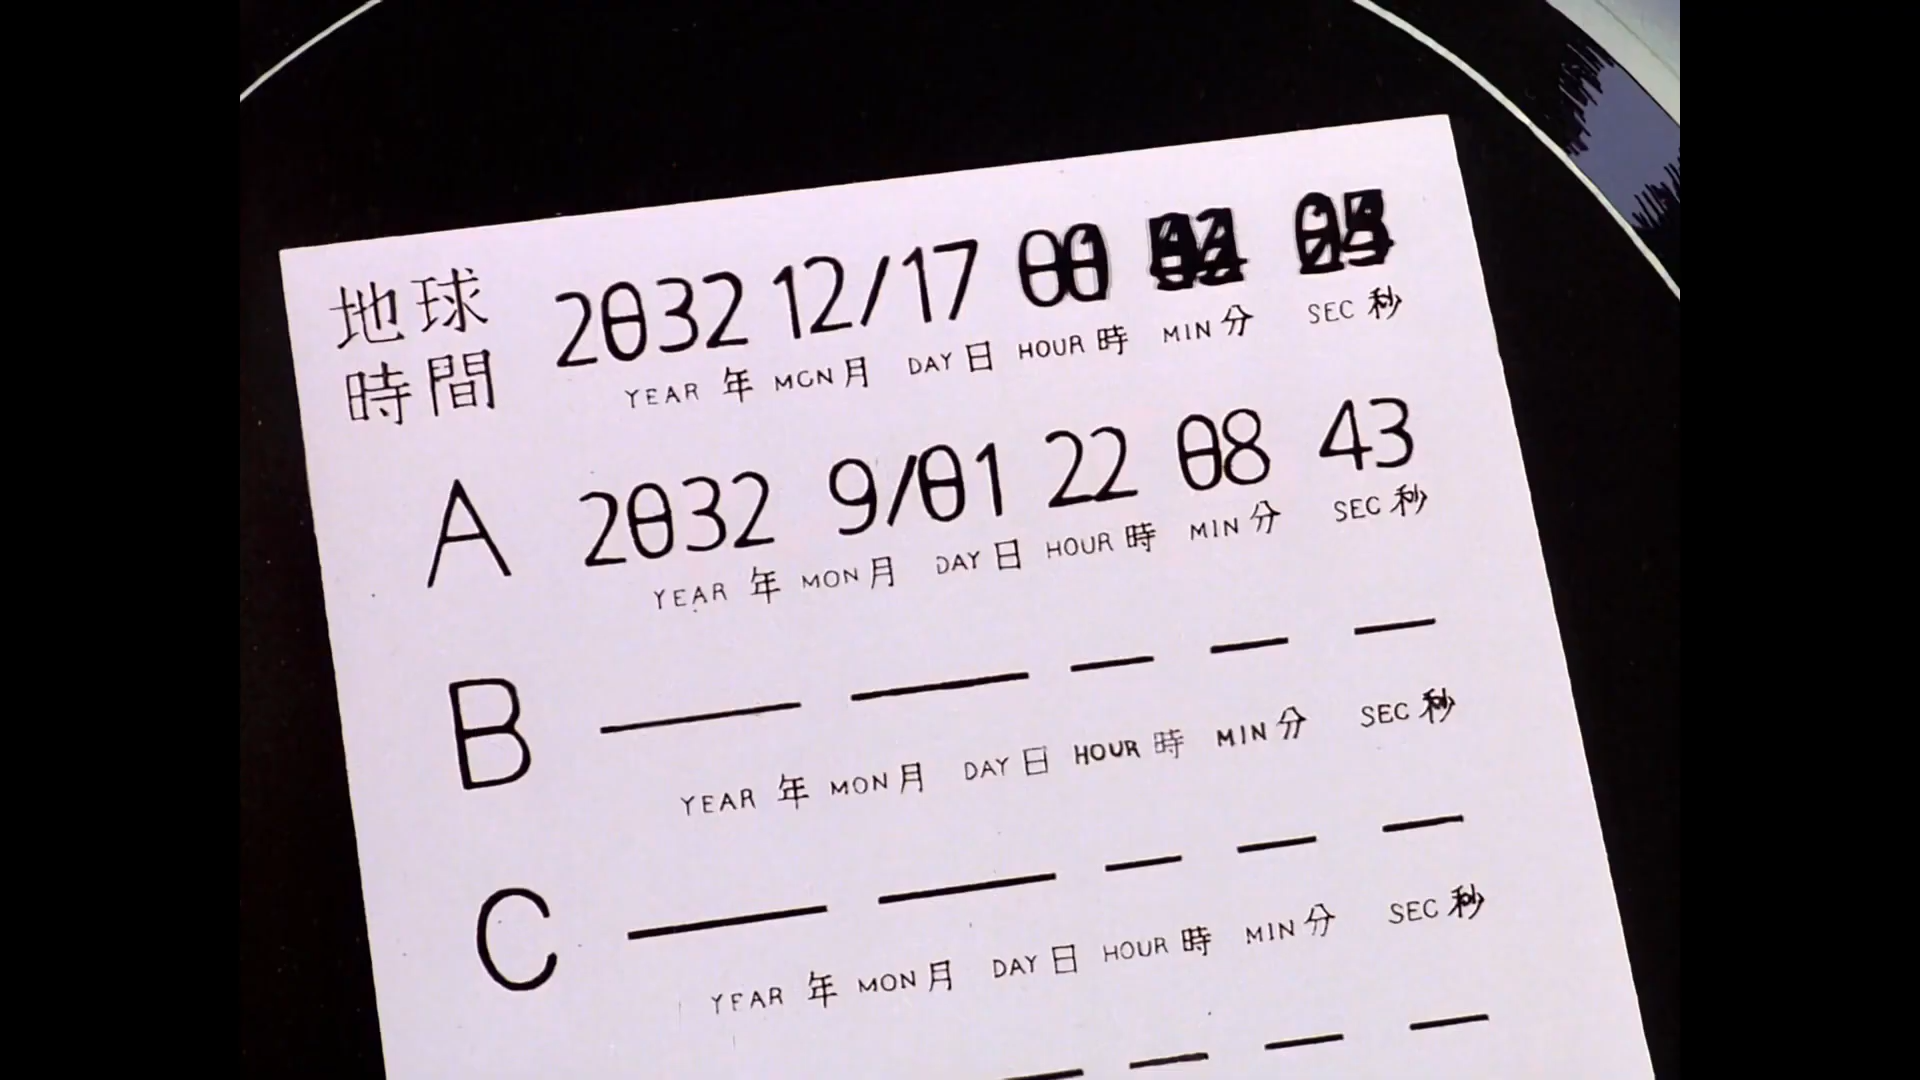 地球
時間
2032 12/17
YEAR 年 MON 月 DAY 日 HOUR 時 MIN 分 SEC 秒
A 2032 9/01 22 08 43
YEAR 年 MON 月 DAY 日 HOUR 時 MIN 分 SEC 秒
B
YEAR 年 MON 月 DAY 日 HOUR 時 MIN 分 SEC 秒
C
YEAR 年 MON 月 DAY 日 HOUR 時 MIN 分 SEC 秒